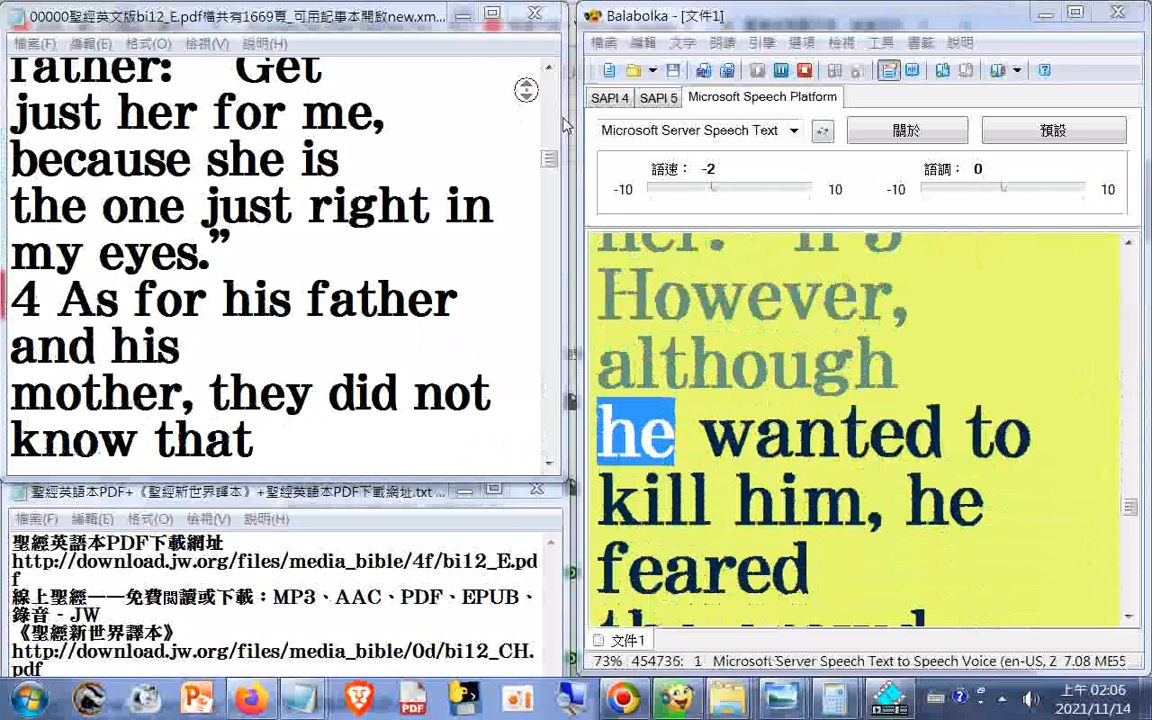 00000聖經英文版bi12_E.pdf檔共有1669頁_可用記事本開啟new.xm...
檔案(F) 編輯(E) 格式(O) 檢視(V) 說明(H)
father: “Get
just her for me,
because she is
the one just right in
my eyes.”
4 As for his father
and his
mother, they did not
know that
聖經英語本PDF+《聖經新世界譯本》+聖經英語本PDF下載網址.txt ...
檔案(F) 編輯(E) 格式(O) 檢視(V) 說明(H)
聖經英語本PDF下載網址
http://download.jw.org/files/media_bible/4f/bi12_E.pd
f
線上聖經——免費閱讀或下載：MP3、AAC、PDF、EPUB、
錄音 - JW
《聖經新世界譯本》
http://download.jw.org/files/media_bible/0d/bi12_CH.
pdf
Balabolka - [文件1]
檔案 編輯 文字 朗讀 引擎 選項 檢視 工具 書籤 說明
SAPI 4 SAPI 5 Microsoft Speech Platform
Microsoft Server Speech Text 關於 預設
語速： -2 語調： 0
-10 10 -10 10
However,
although
he wanted to
kill him, he
feared
文件1
73% 454736: 1 Microsoft Server Speech Text to Speech Voice (en-US, Z 7.08 ME55
上午 02:06
2021/11/14